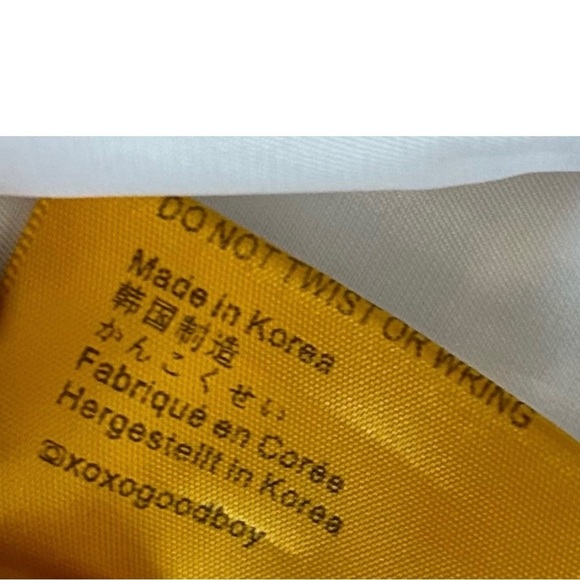 DO NOT TWIST OR WRING
Made in Korea
韩国制造
かんこくせい
Fabriqué en Corée
Hergestellt in Korea
@xoxogoodboy